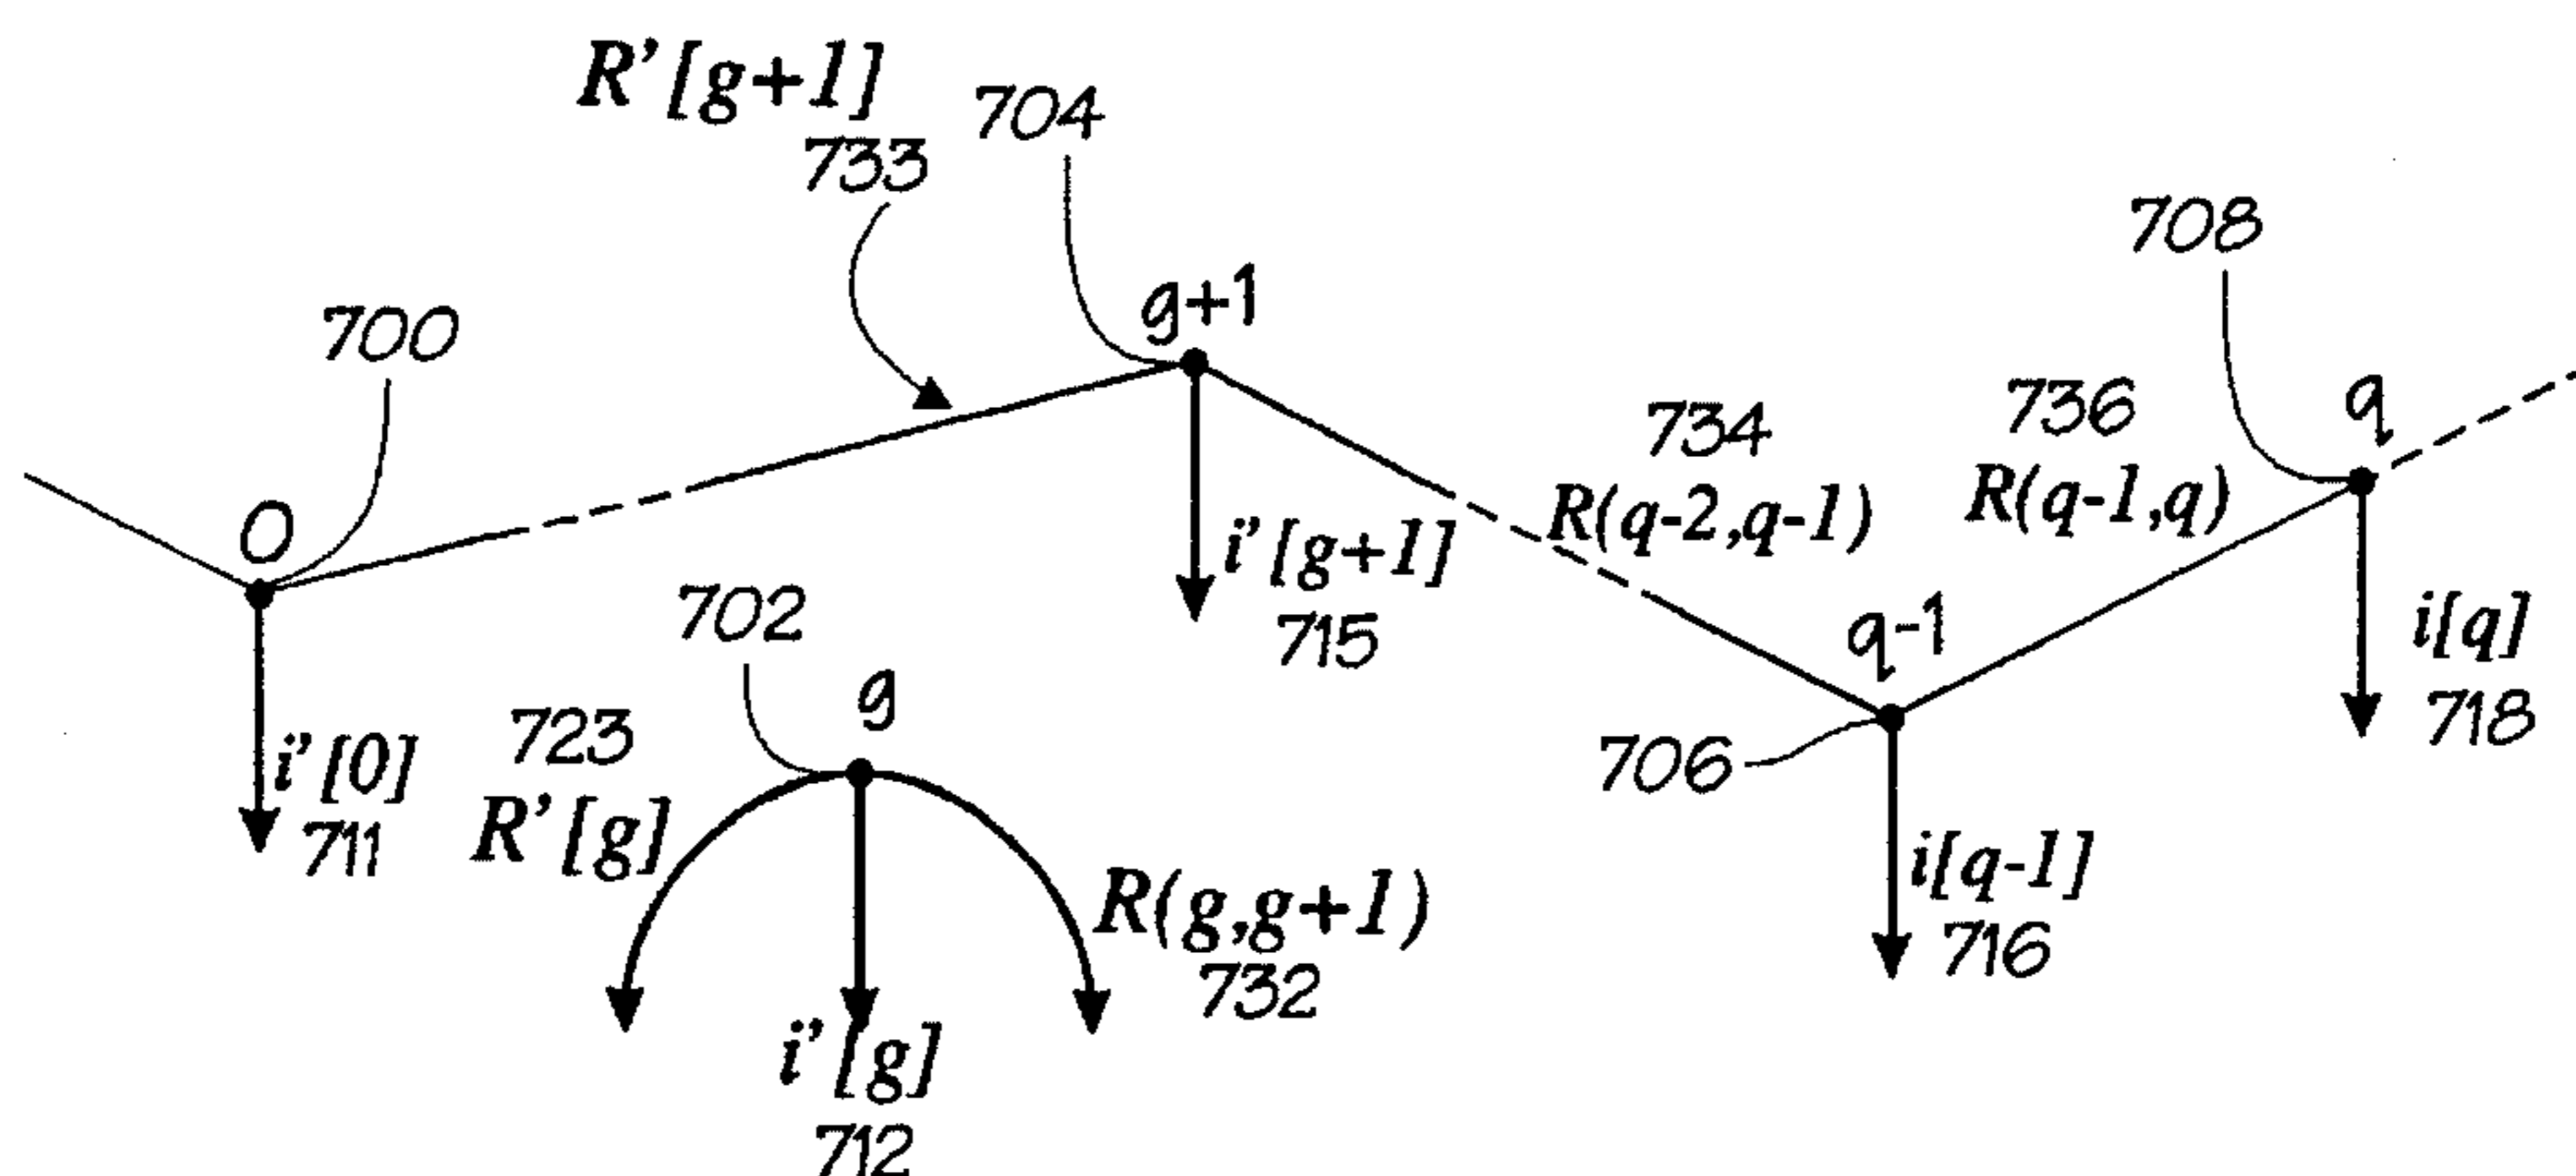 R'[g+1]
733
704
g+1
700
0
i'[0]
711
702
g
723
R'[g]
i'[g]
712
R(g,g+1)
732
i'[g+1]
715
734
R(q-2,q-1)
736
R(q-1,q)
708
q
q-1
706
i[q-1]
716
i[q]
718